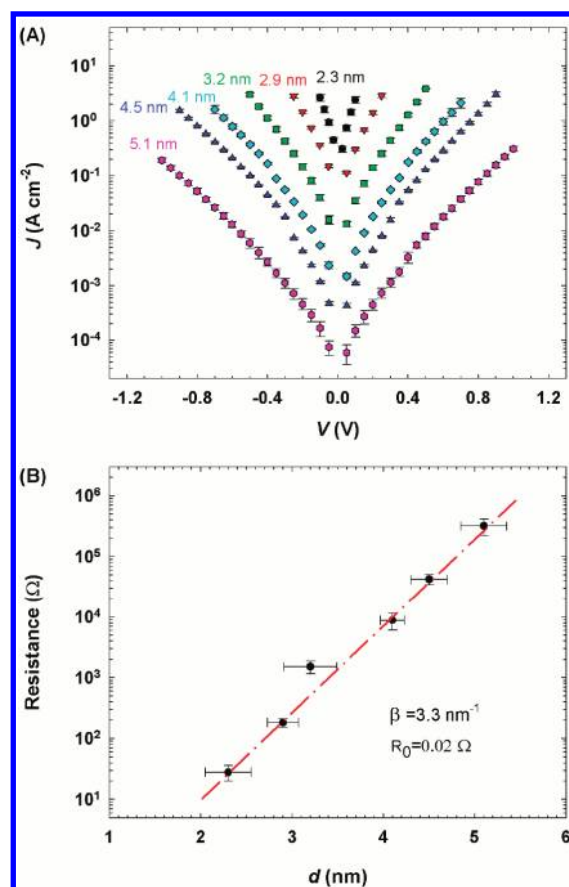 (A)
10¹
10⁰
10⁻¹
10⁻²
10⁻³
10⁻⁴
J (A cm⁻²)
3.2 nm
2.9 nm
2.3 nm
4.1 nm
4.5 nm
5.1 nm
-1.2 -0.8 -0.4 0.0 0.4 0.8 1.2
V (V)
(B)
10⁶
10⁵
10⁴
10³
10²
10¹
Resistance (Ω)
β =3.3 nm⁻¹
R₀=0.02 Ω
1 2 3 4 5 6
d (nm)